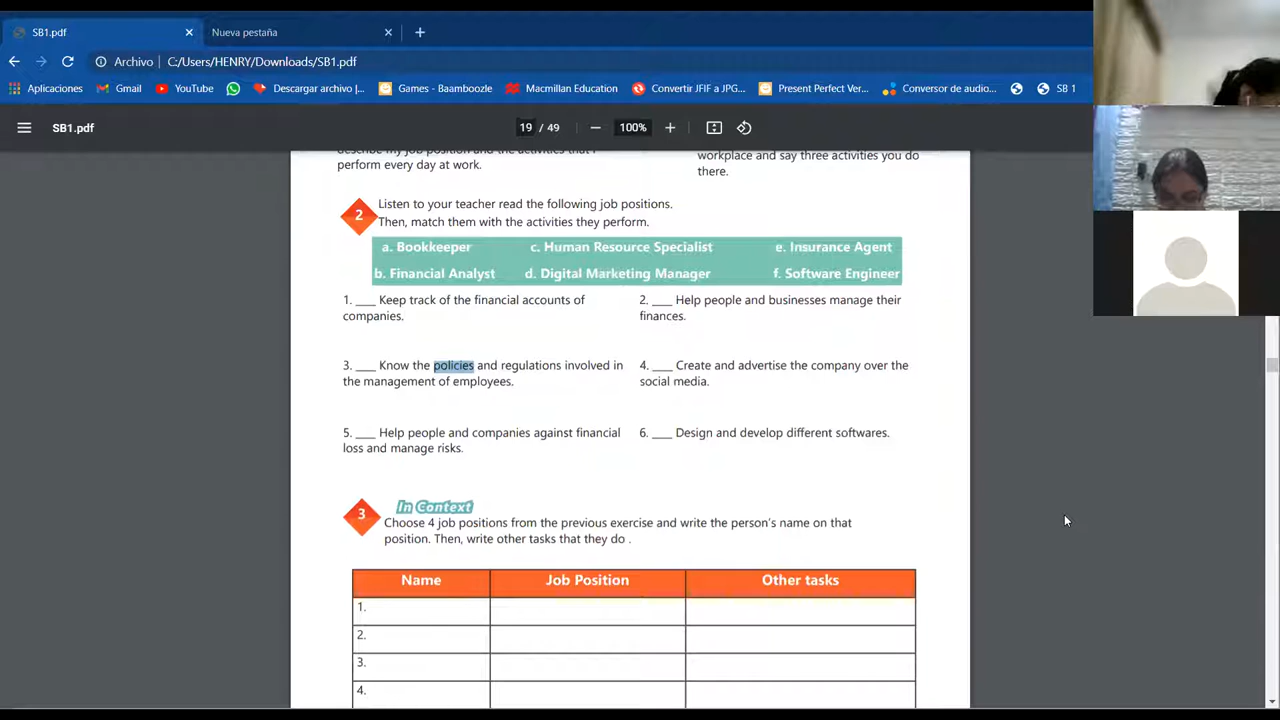 SB1.pdf
Nueva pestaña
Archivo
C:/Users/HENRY/Downloads/SB1.pdf
Aplicaciones
Gmail
YouTube
Descargar archivo |...
Games - Baamboozle
Macmillan Education
Convertir JFIF a JPG...
Present Perfect Ver...
Conversor de audio...
SB 1
SB1.pdf
19 / 49
100%
describe my job position and the activities that I
perform every day at work.
workplace and say three activities you do
there.
2
Listen to your teacher read the following job positions.
Then, match them with the activities they perform.
a. Bookkeeper c. Human Resource Specialist e. Insurance Agent
b. Financial Analyst d. Digital Marketing Manager f. Software Engineer
1. ___ Keep track of the financial accounts of
companies.
2. ___ Help people and businesses manage their
finances.
3. ___ Know the policies and regulations involved in
the management of employees.
4. ___ Create and advertise the company over the
social media.
5. ___ Help people and companies against financial
loss and manage risks.
6. ___ Design and develop different softwares.
3
In Context
Choose 4 job positions from the previous exercise and write the person's name on that
position. Then, write other tasks that they do .
Name Job Position Other tasks
1.
2.
3.
4.